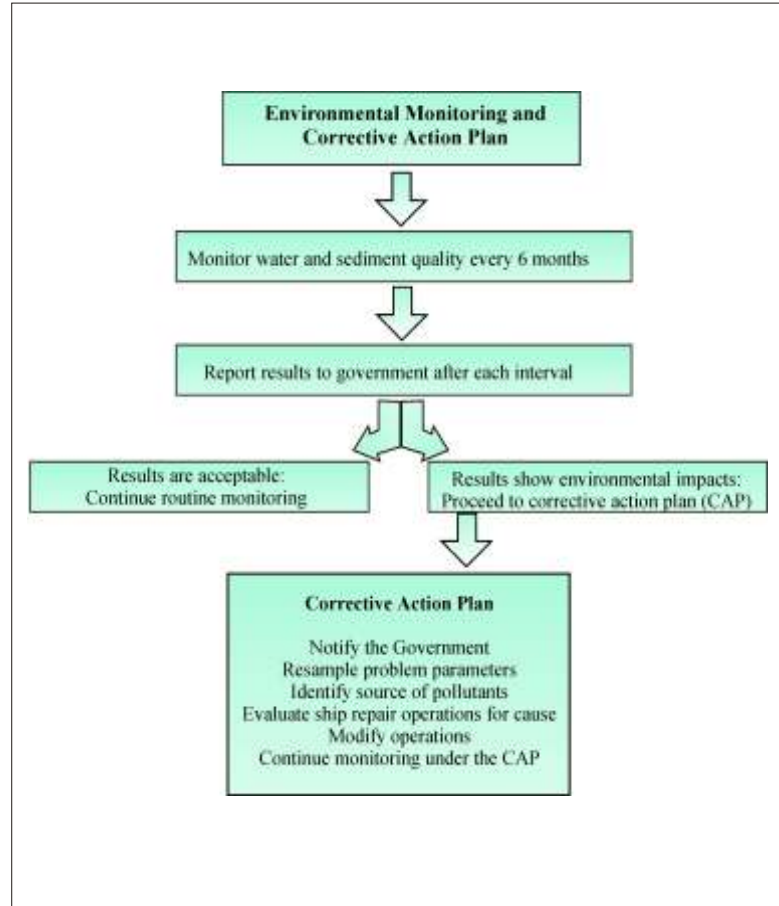 Environmental Monitoring and
Corrective Action Plan
Monitor water and sediment quality every 6 months
Report results to government after each interval
Results are acceptable:
Continue routine monitoring
Results show environmental impacts:
Proceed to corrective action plan (CAP)
Corrective Action Plan
Notify the Government
Resample problem parameters
Identify source of pollutants
Evaluate ship repair operations for cause
Modify operations
Continue monitoring under the CAP